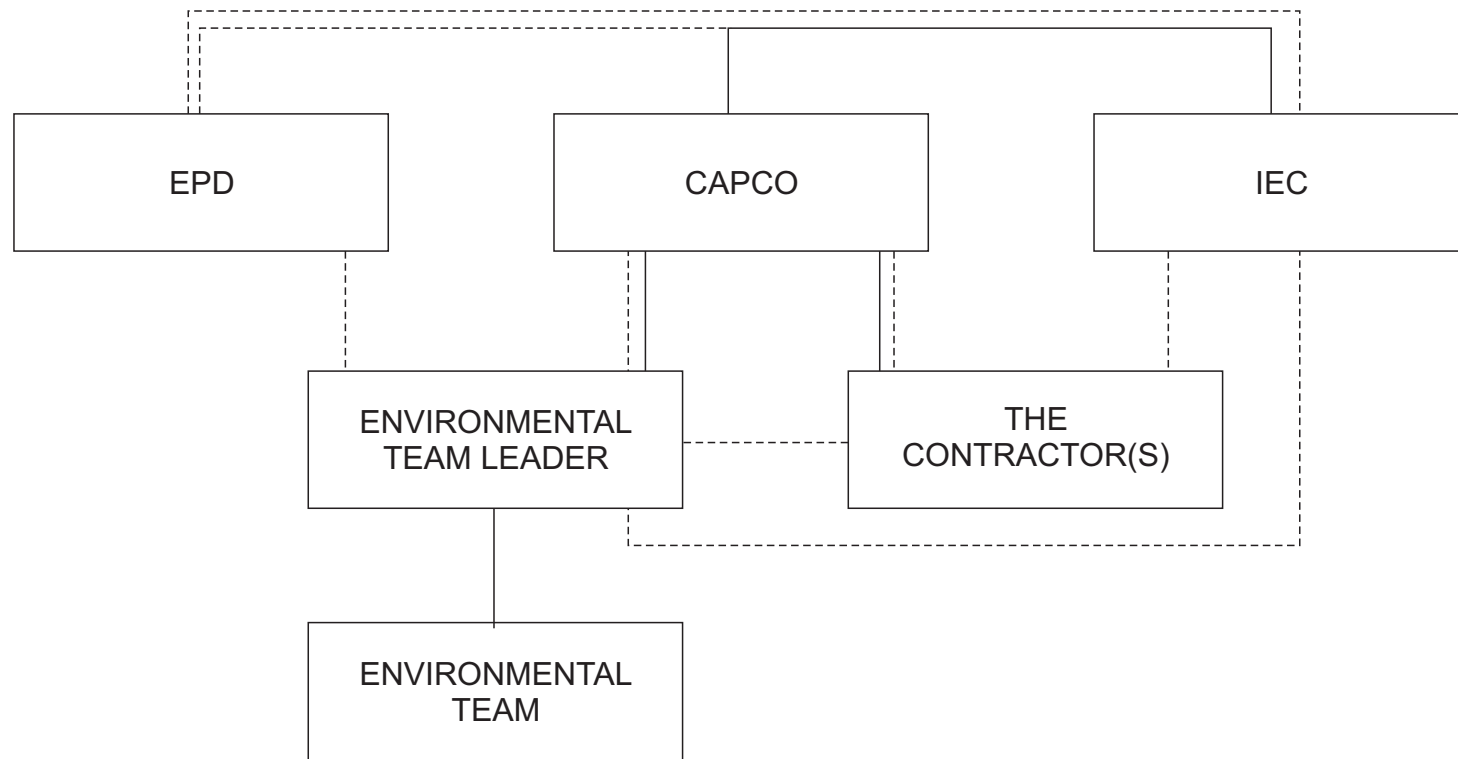 EPD
CAPCO
IEC
ENVIRONMENTAL
TEAM LEADER
THE
CONTRACTOR(S)
ENVIRONMENTAL
TEAM